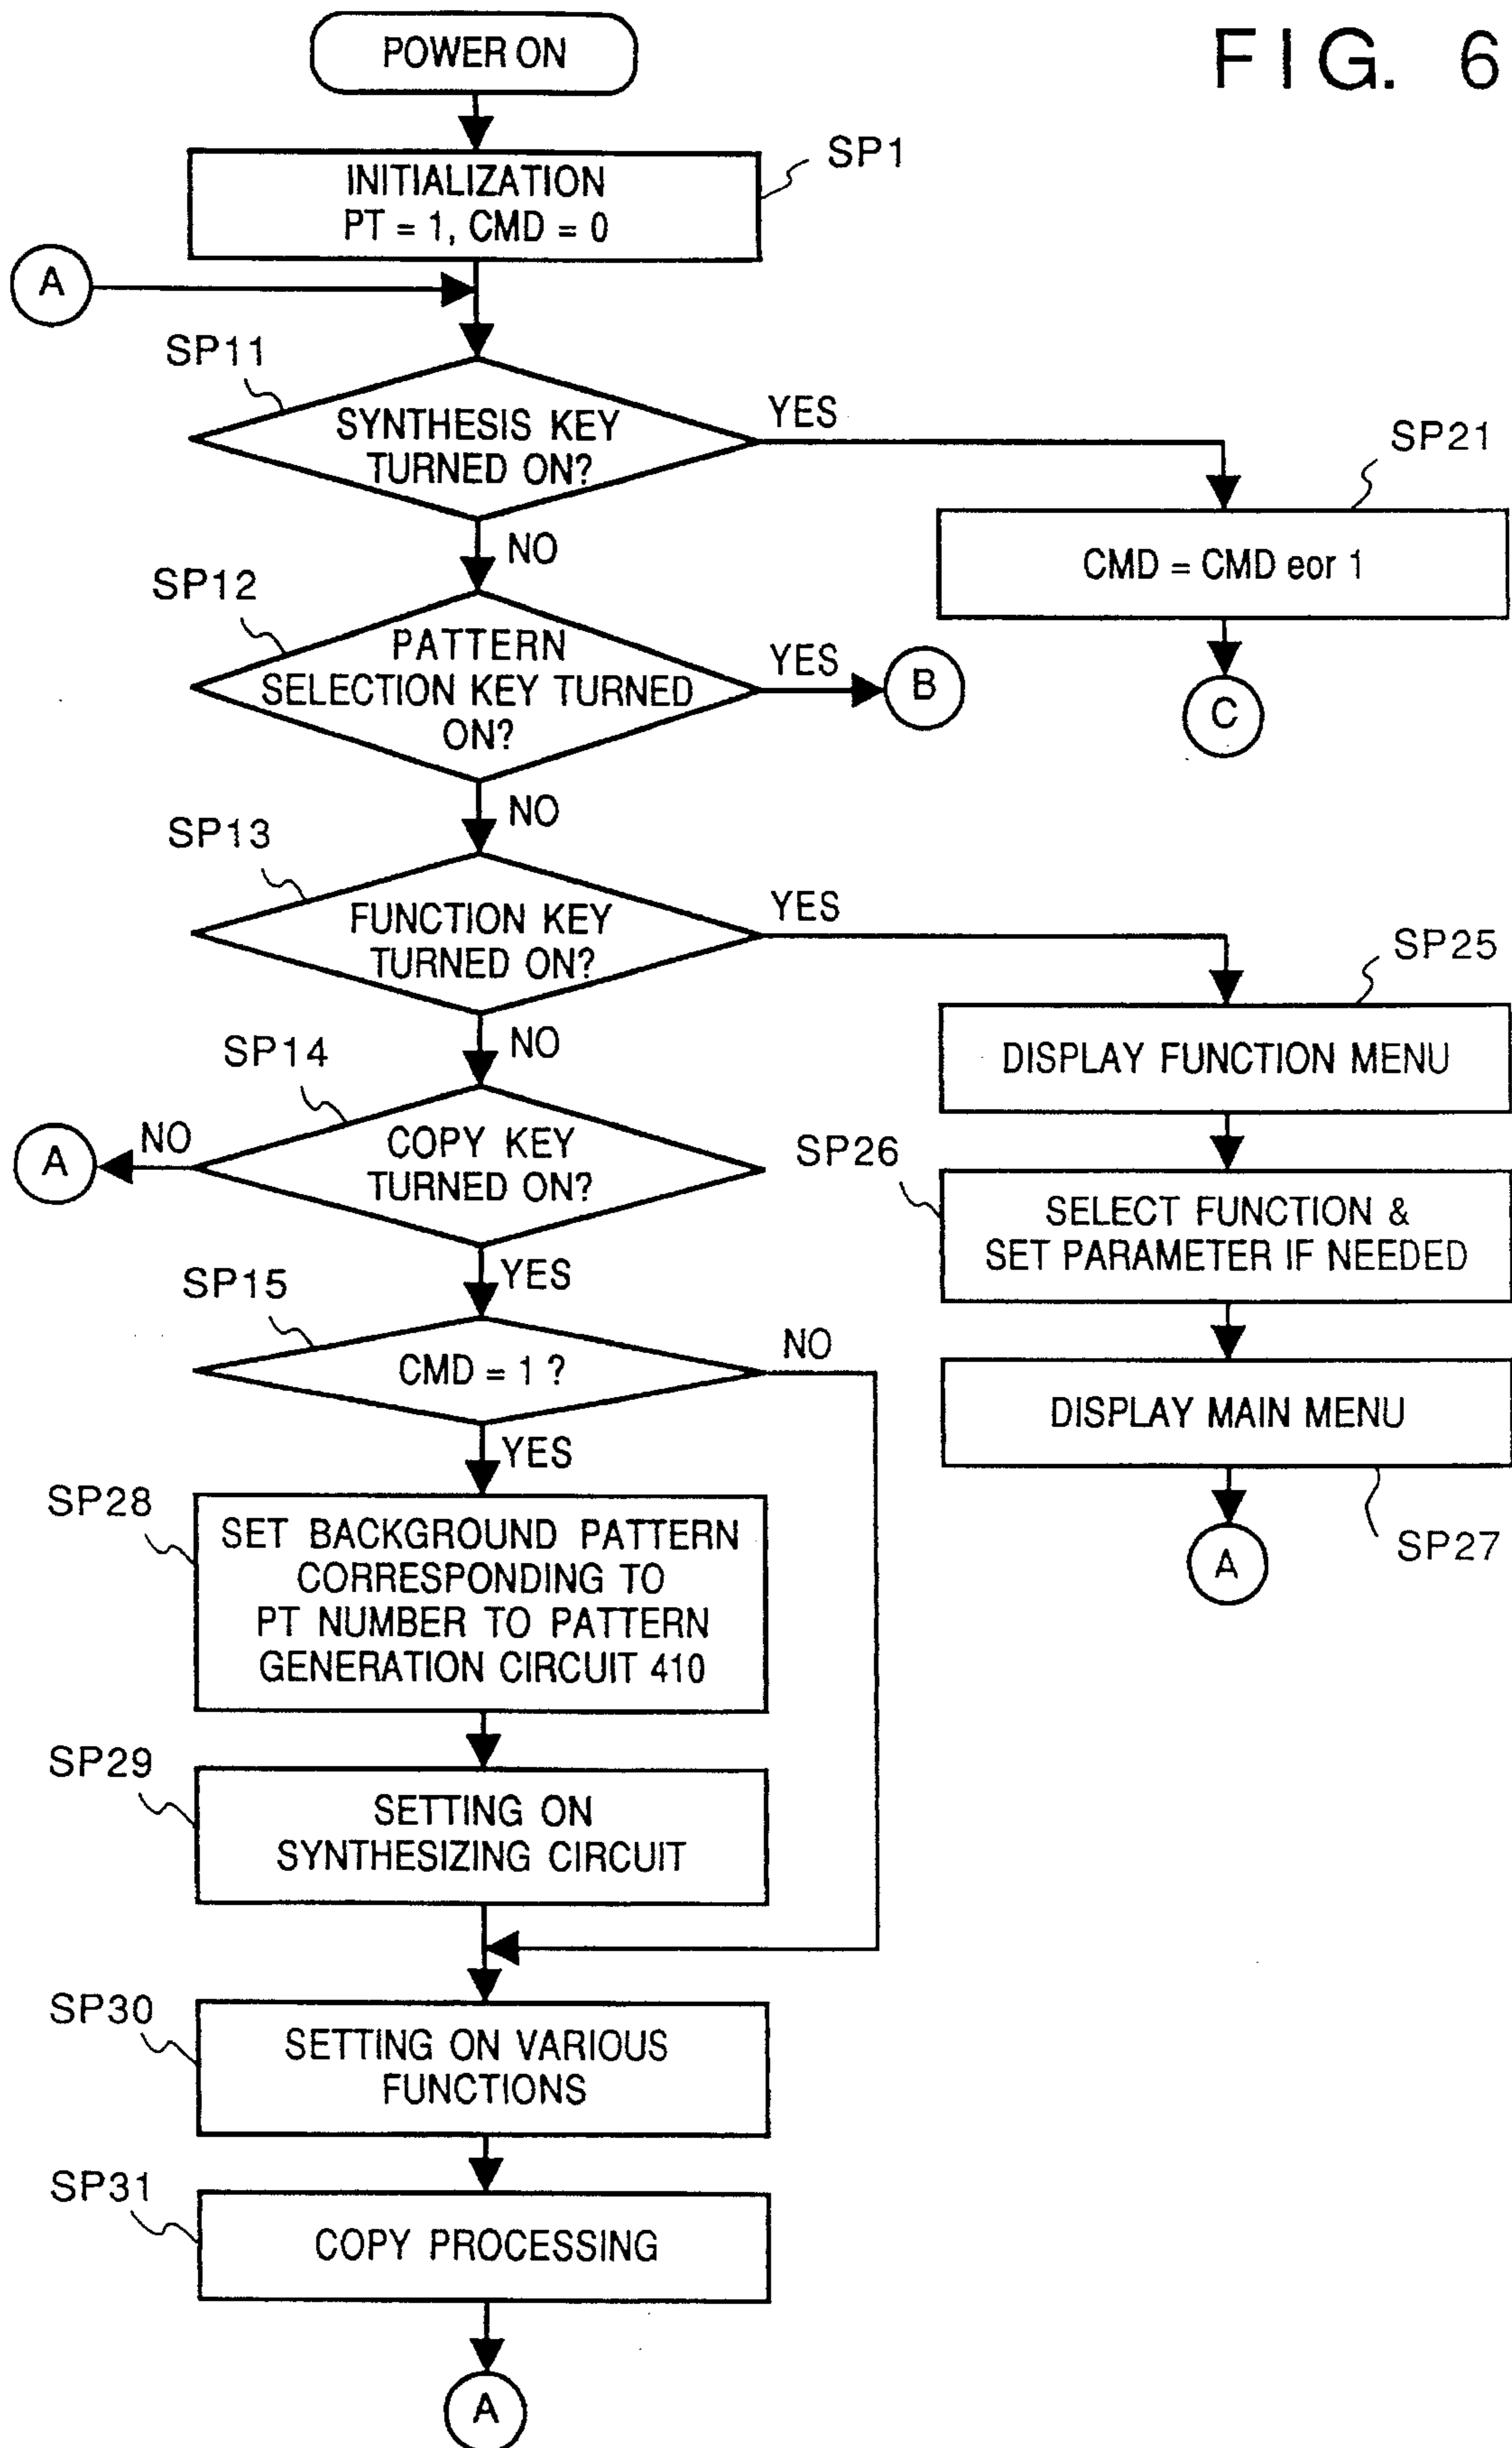 FIG. 6
POWER ON
INITIALIZATION
PT = 1, CMD = 0
SP1
A
SP11
SYNTHESIS KEY
TURNED ON?
YES
NO
SP21
CMD = CMD eor 1
C
SP12
PATTERN
SELECTION KEY TURNED
ON?
YES
B
NO
SP13
FUNCTION KEY
TURNED ON?
YES
NO
SP25
DISPLAY FUNCTION MENU
SP26
SELECT FUNCTION &
SET PARAMETER IF NEEDED
DISPLAY MAIN MENU
SP27
A
SP14
COPY KEY
TURNED ON?
NO
A
YES
SP15
CMD = 1 ?
NO
YES
SP28
SET BACKGROUND PATTERN
CORRESPONDING TO
PT NUMBER TO PATTERN
GENERATION CIRCUIT 410
SP29
SETTING ON
SYNTHESIZING CIRCUIT
SP30
SETTING ON VARIOUS
FUNCTIONS
SP31
COPY PROCESSING
A